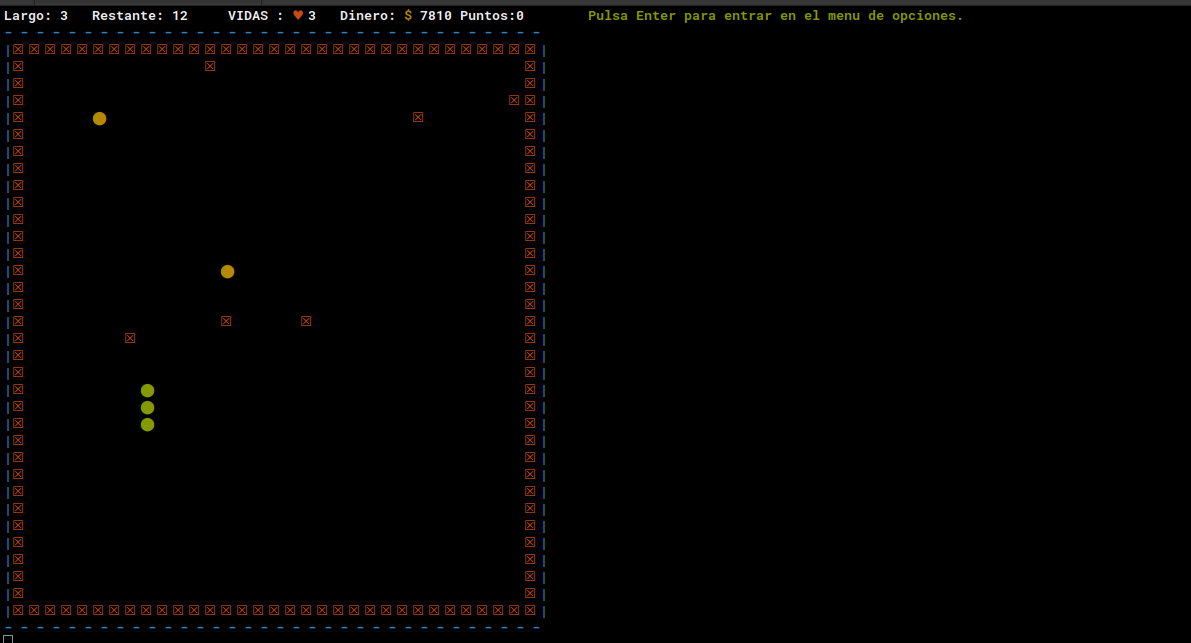 Largo: 3 Restante: 12 VIDAS : ♥ 3 Dinero: $ 7810 Puntos:0 Pulsa Enter para entrar en el menu de opciones.